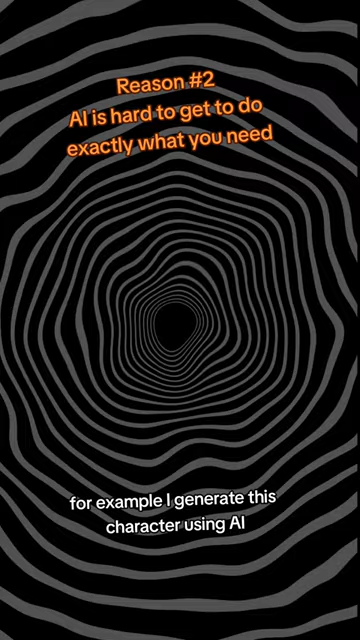 Reason #2
AI is hard to get to do
exactly what you need
for example I generate this
character using AI